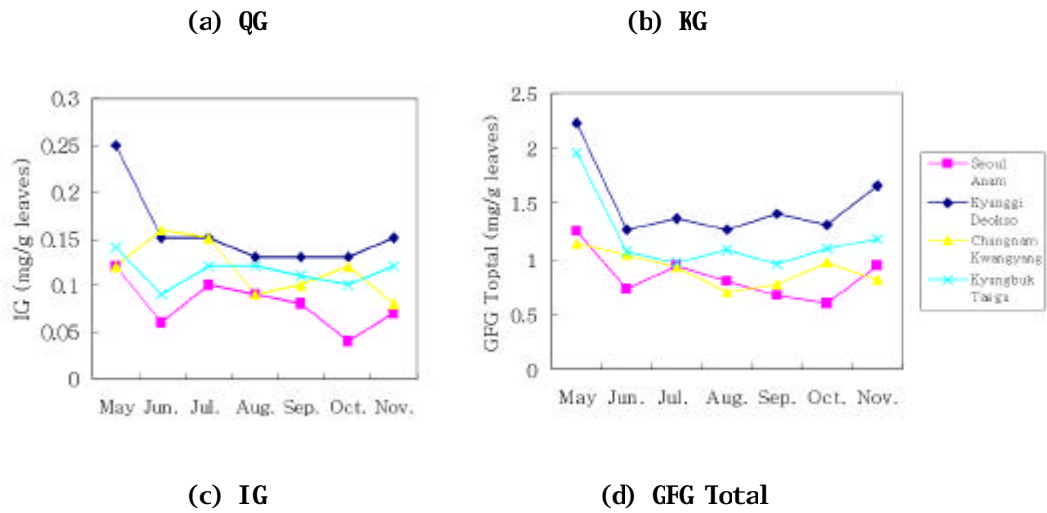 (a) QG
(b) KG
0.3
0.25
0.2
0.15
0.1
0.05
0
IG (mg/g leaves)
May Jun. Jul. Aug. Sep. Oct. Nov.
2.5
2
1.5
1
0.5
0
GFG Toptal (mg/g leaves)
May Jun. Jul. Aug. Sep. Oct. Nov.
Seoul
Anam
Kyunggi
Deokso
Chungnam
Kwangyang
Kyungbuk
Taegu
(c) IG
(d) GFG Total